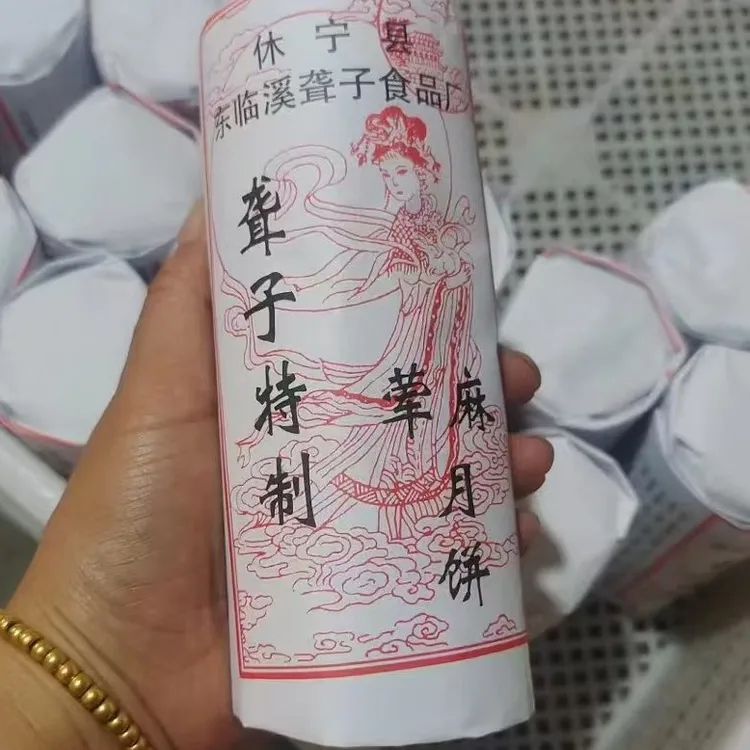 休宁县
东临溪聋子食品厂
聋子特制
荤
麻月饼